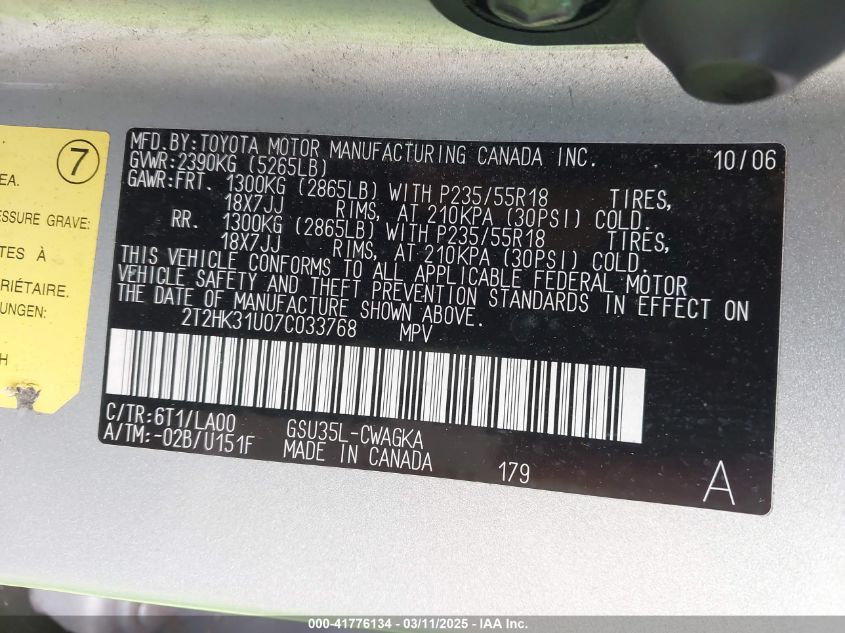 7
EA.
ESSURE GRAVE:
TES À
RIÉTAIRE.
UNGEN:
H
MFD.BY:TOYOTA MOTOR MANUFACTURING CANADA INC. 10/06
GVWR:2390KG (5265LB)
GAWR:FRT. 1300KG (2865LB) WITH P235/55R18 TIRES,
18X7JJ RIMS, AT 210KPA (30PSI) COLD.
RR. 1300KG (2865LB) WITH P235/55R18 TIRES,
18X7JJ RIMS, AT 210KPA (30PSI) COLD.
THIS VEHICLE CONFORMS TO ALL APPLICABLE FEDERAL MOTOR
VEHICLE SAFETY AND THEFT PREVENTION STANDARDS IN EFFECT ON
THE DATE OF MANUFACTURE SHOWN ABOVE.
2T2HK31U07C033768 MPV
C/TR:6T1/LA00 GSU35L-CWAGKA
A/TM:-02B/U151F MADE IN CANADA 179 A
000-41776134 - 03/11/2025 - IAA Inc.